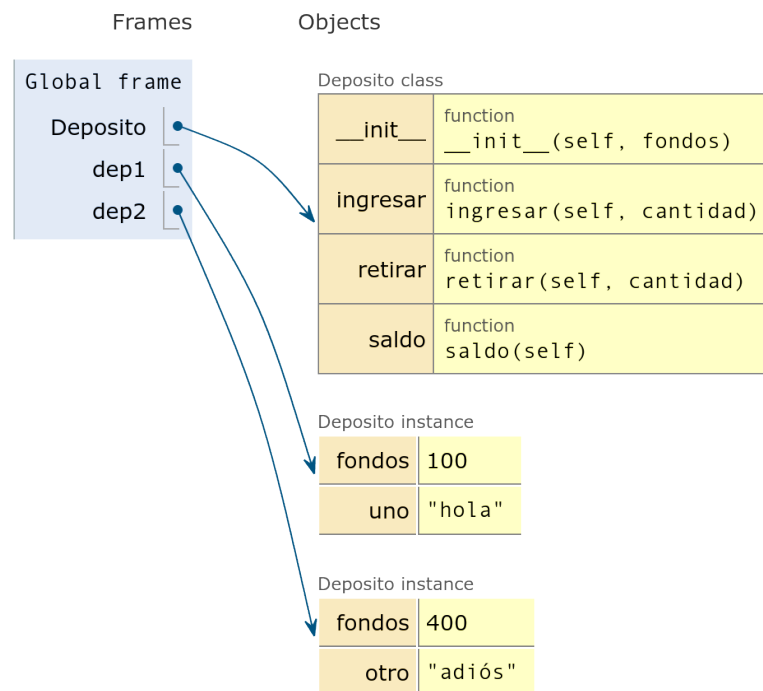 Frames Objects
Global frame
Deposito
dep1
dep2
Deposito class
__init__ function
__init__(self, fondos)
ingresar function
ingresar(self, cantidad)
retirar function
retirar(self, cantidad)
saldo function
saldo(self)
Deposito instance
fondos 100
uno "hola"
Deposito instance
fondos 400
otro "adiós"